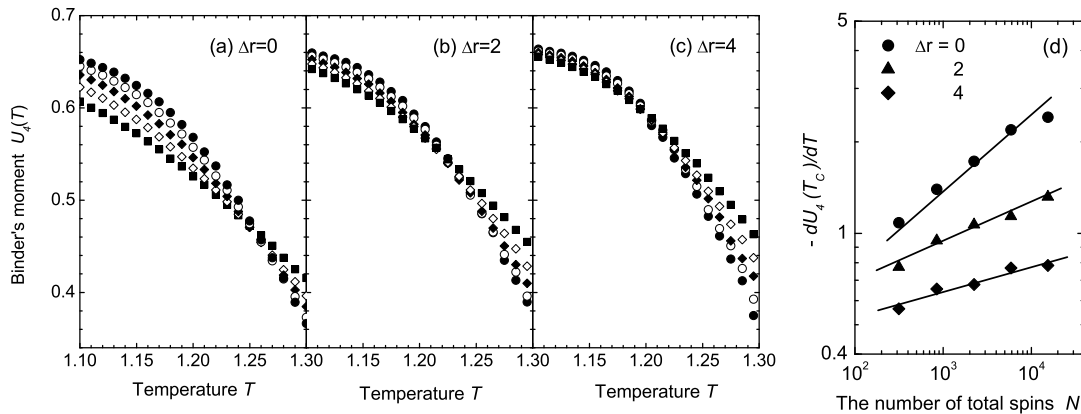 0.7
0.6
0.5
0.4
Binder's moment U₄(T)
(a) Δr=0
(b) Δr=2
(c) Δr=4
1.10 1.15 1.20 1.25 1.30 1.15 1.20 1.25 1.30 1.15 1.20 1.25 1.30
Temperature T
Temperature T
Temperature T
5
1
0.4
- dU₄(T_C)/dT
Δr = 0
2
4
(d)
10² 10³ 10⁴
The number of total spins N